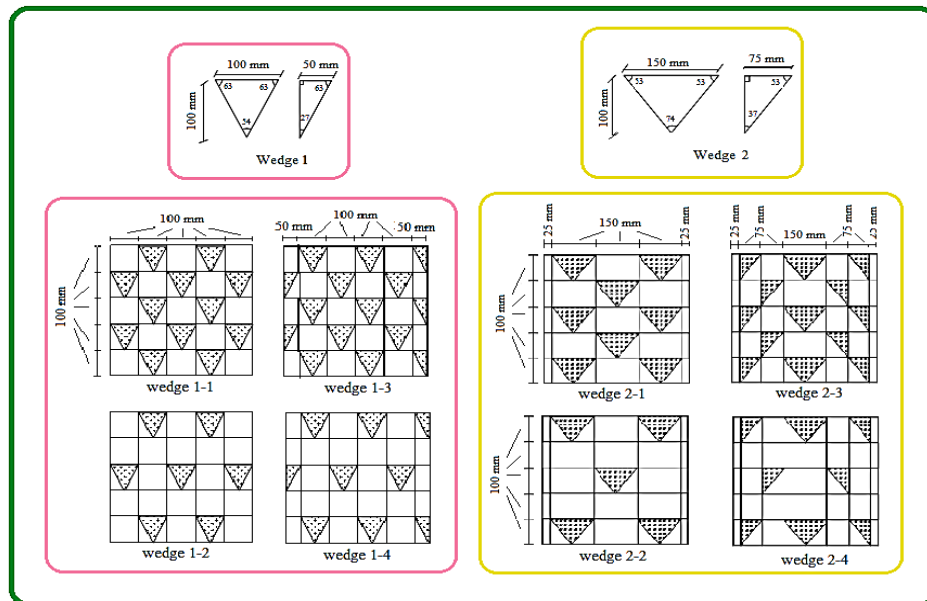 100 mm
50 mm
100 mm
63
63
63
54
27
Wedge 1
150 mm
75 mm
100 mm
53
53
53
74
37
Wedge 2
100 mm
50 mm
100 mm
50 mm
100 mm
wedge 1-1
wedge 1-3
wedge 1-2
wedge 1-4
25 mm
150 mm
25 mm
25 mm
75 mm
150 mm
75 mm
25 mm
100 mm
wedge 2-1
wedge 2-3
100 mm
wedge 2-2
wedge 2-4